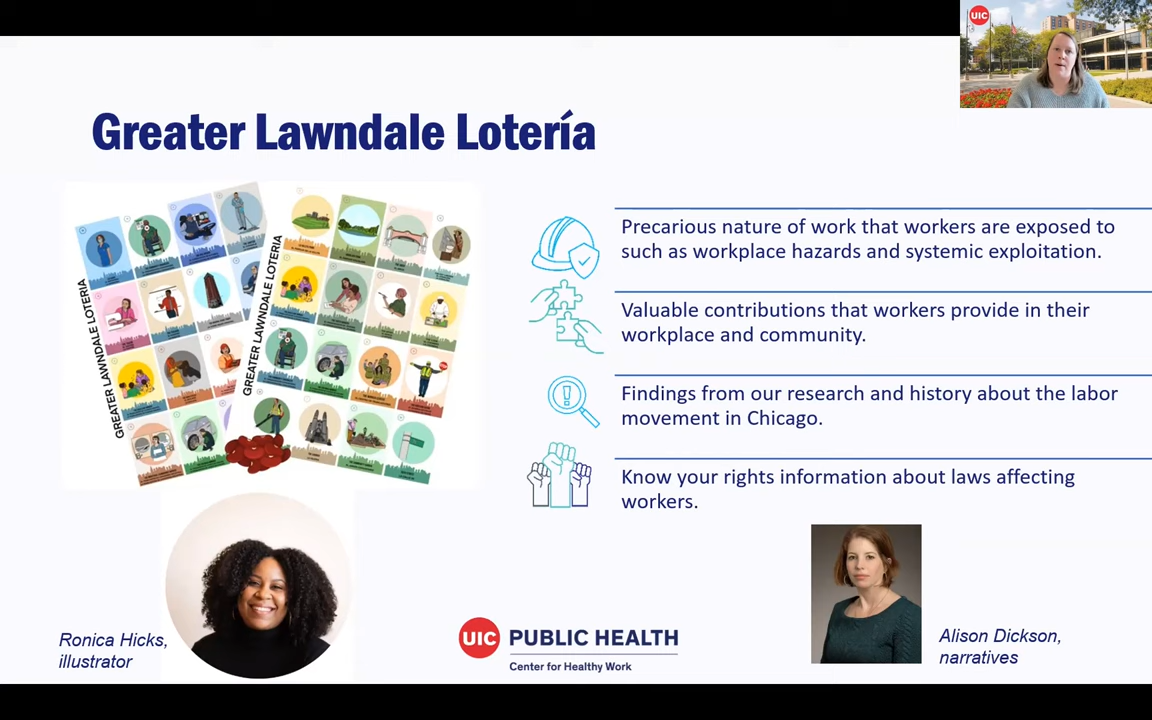 UIC
Greater Lawndale Lotería
GREATER LAWNDALE LOTERIA
GREATER LAWNDALE LOTERIA
Precarious nature of work that workers are exposed to
such as workplace hazards and systemic exploitation.
Valuable contributions that workers provide in their
workplace and community.
Findings from our research and history about the labor
movement in Chicago.
Know your rights information about laws affecting
workers.
Ronica Hicks,
illustrator
UIC PUBLIC HEALTH
Center for Healthy Work
Alison Dickson,
narratives